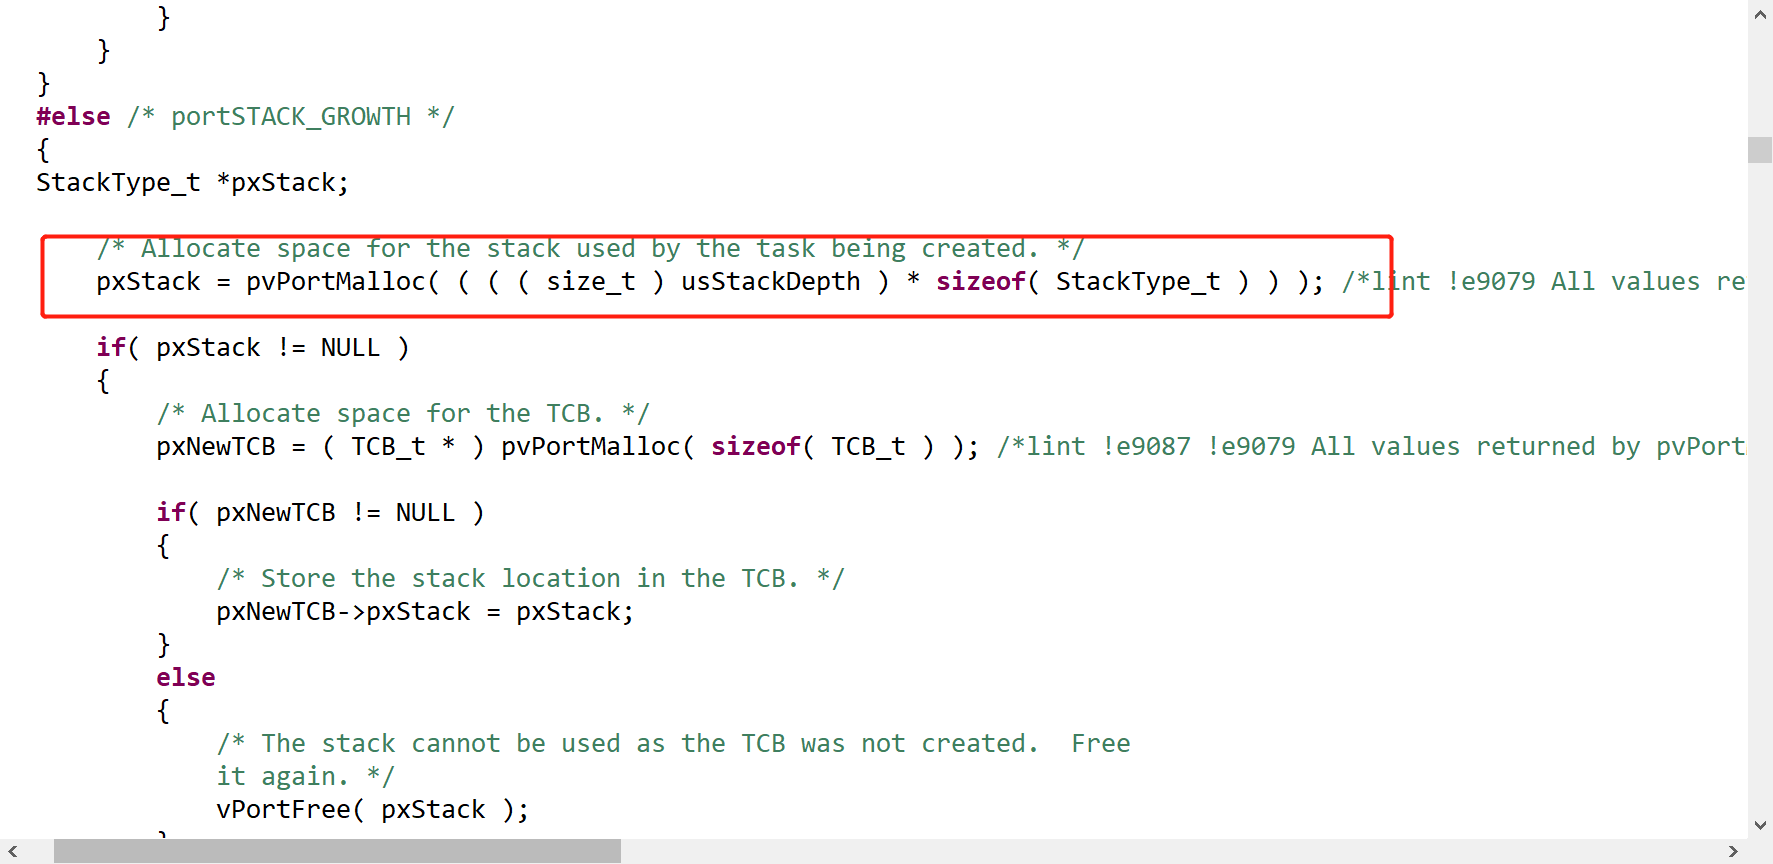 }
}
}
#else /* portSTACK_GROWTH */
{
StackType_t *pxStack;
/* Allocate space for the stack used by the task being created. */
pxStack = pvPortMalloc( ( ( ( size_t ) usStackDepth ) * sizeof( StackType_t ) ) ); /*lint !e9079 All values re
if( pxStack != NULL )
{
/* Allocate space for the TCB. */
pxNewTCB = ( TCB_t * ) pvPortMalloc( sizeof( TCB_t ) ); /*lint !e9087 !e9079 All values returned by pvPort
if( pxNewTCB != NULL )
{
/* Store the stack location in the TCB. */
pxNewTCB->pxStack = pxStack;
}
else
{
/* The stack cannot be used as the TCB was not created.  Free
it again. */
vPortFree( pxStack );